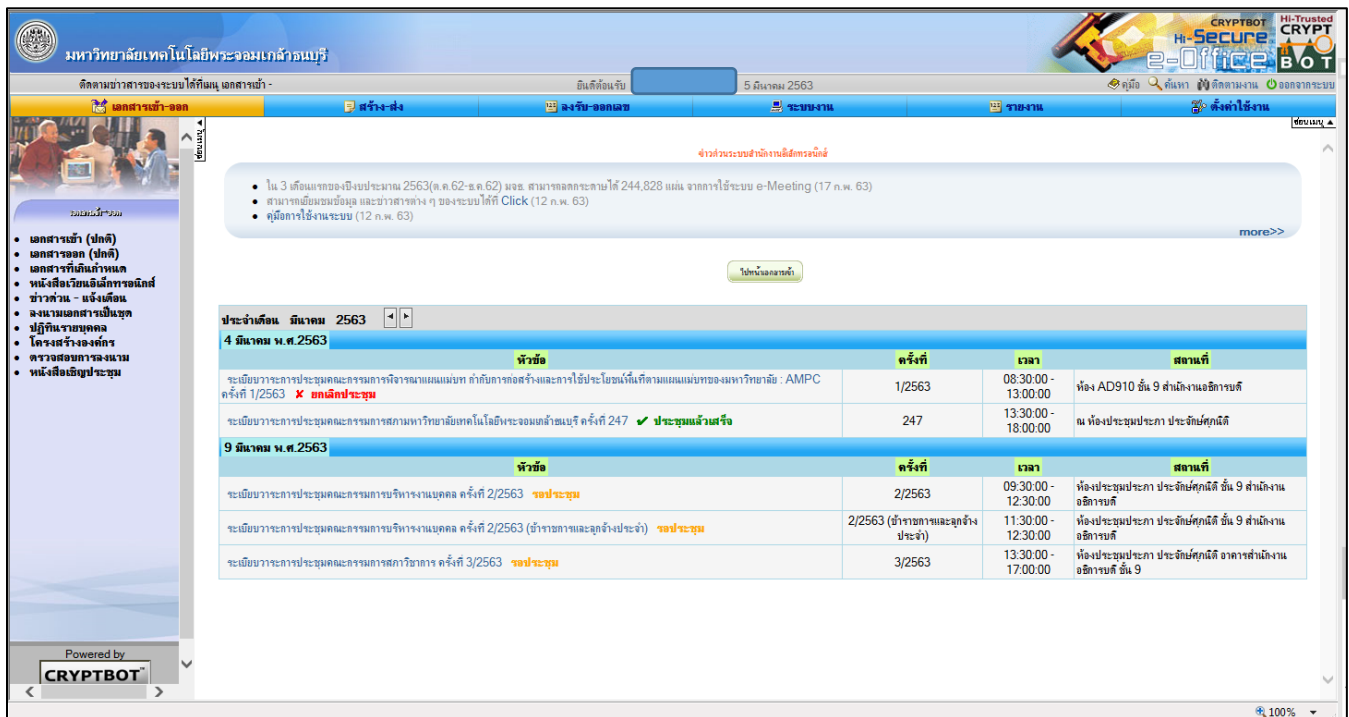 มหาวิทยาลัยเทคโนโลยีพระจอมเกล้าธนบุรี
CRYPTBOT
Hi-Secure
e-Office
Hi-Trusted
CRYPT
BOT
ติดตามข่าวสารของระบบได้ที่เมนู เอกสารเข้า -
ยินดีต้อนรับ
5 มีนาคม 2563
คู่มือ ค้นหา ติดตามงาน ออกจากระบบ
เอกสารเข้า-ออก
สร้าง-ส่ง
ลงรับ-ออกเลข
ระบบงาน
รายงาน
ตั้งค่าใช้งาน
ซ่อนเมนู
ซ่อนเมนู
ข่าวด่วนระบบสำนักงานอิเล็กทรอนิกส์
ใน 3 เดือนแรกของปีงบประมาณ 2563(ต.ค.62-ธ.ค.62) มจธ. สามารถลดกระดาษได้ 244,828 แผ่น จากการใช้ระบบ e-Meeting (17 ก.พ. 63)
สามารถเยี่ยมชมข้อมูล และข่าวสารต่าง ๆ ของระบบได้ที่ Click (12 ก.พ. 63)
คู่มือการใช้งานระบบ (12 ก.พ. 63)
more>>
เอกสารเข้า-ออก
เอกสารเข้า (ปกติ)
เอกสารออก (ปกติ)
เอกสารที่เกินกำหนด
หนังสือเวียนอิเล็กทรอนิกส์
ข่าวด่วน - แจ้งเตือน
ลงนามเอกสารเป็นชุด
ปฏิทินรายบุคคล
โครงสร้างองค์กร
ตรวจสอบการลงนาม
หนังสือเชิญประชุม
ไปหน้าเอกสารเข้า
ประจำเดือน มีนาคม 2563
4 มีนาคม พ.ศ.2563
หัวข้อ ครั้งที่ เวลา สถานที่
ระเบียบวาระการประชุมคณะกรรมการพิจารณาแผนแม่บท กำกับการก่อสร้างและการใช้ประโยชน์พื้นที่ตามแผนแม่บทของมหาวิทยาลัย : AMPC
ครั้งที่ 1/2563 ✘ ยกเลิกประชุม
1/2563
08:30:00 -
13:00:00
ห้อง AD910 ชั้น 9 สำนักงานอธิการบดี
ระเบียบวาระการประชุมคณะกรรมการสภามหาวิทยาลัยเทคโนโลยีพระจอมเกล้าธนบุรี ครั้งที่ 247 ✔ ประชุมแล้วเสร็จ
247
13:30:00 -
18:00:00
ณ ห้องประชุมประภา ประจักษ์ศุภนิติ
9 มีนาคม พ.ศ.2563
หัวข้อ ครั้งที่ เวลา สถานที่
ระเบียบวาระการประชุมคณะกรรมการบริหารงานบุคคล ครั้งที่ 2/2563 รอประชุม
2/2563
09:30:00 -
12:30:00
ห้องประชุมประภา ประจักษ์ศุภนิติ ชั้น 9 สำนักงาน
อธิการบดี
ระเบียบวาระการประชุมคณะกรรมการบริหารงานบุคคล ครั้งที่ 2/2563 (ข้าราชการและลูกจ้างประจำ) รอประชุม
2/2563 (ข้าราชการและลูกจ้าง
ประจำ)
11:30:00 -
12:30:00
ห้องประชุมประภา ประจักษ์ศุภนิติ ชั้น 9 สำนักงาน
อธิการบดี
ระเบียบวาระการประชุมคณะกรรมการสภาวิชาการ ครั้งที่ 3/2563 รอประชุม
3/2563
13:30:00 -
17:00:00
ห้องประชุมประภา ประจักษ์ศุภนิติ อาคารสำนักงาน
อธิการบดี ชั้น 9
Powered by
CRYPTBOT™
100%